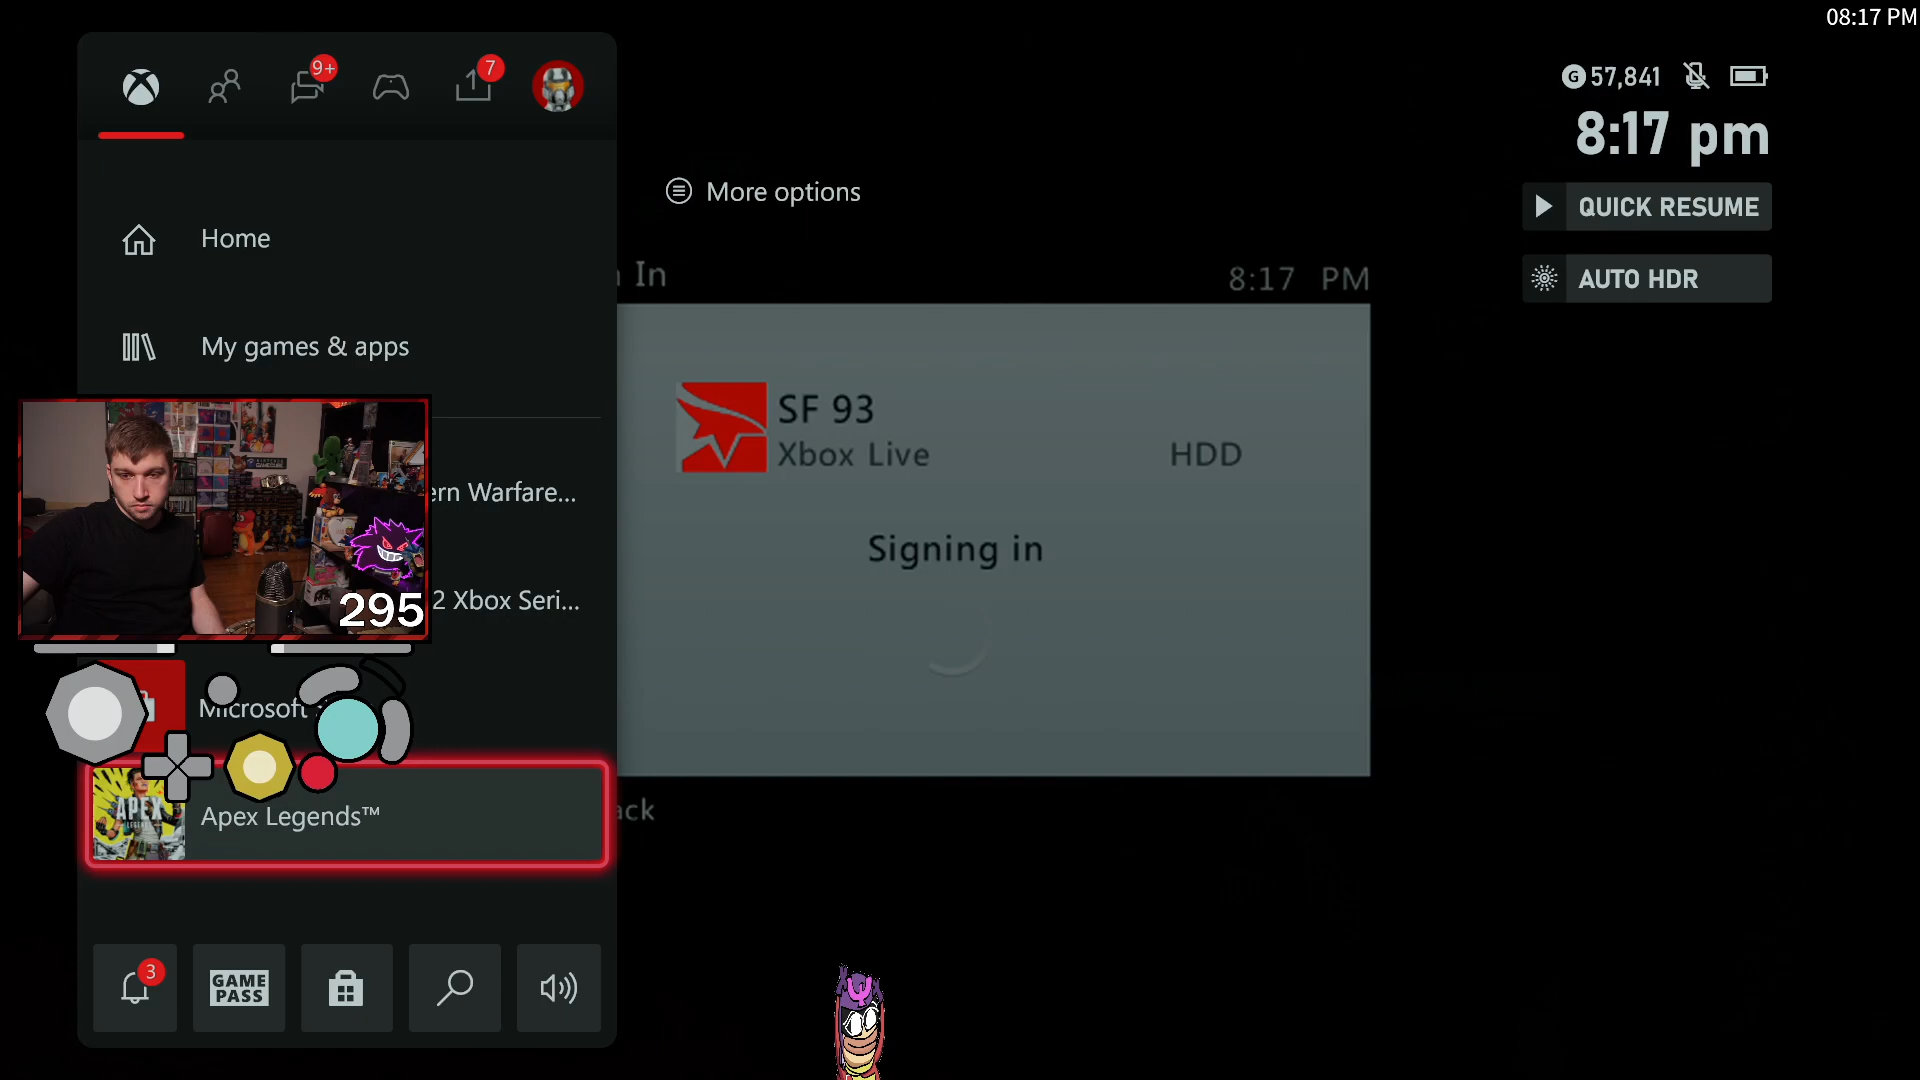 08:17 PM
9+
7
57,841
8:17 pm
More options
QUICK RESUME
Home
In
8:17 PM
AUTO HDR
My games & apps
SF 93
Xbox Live
HDD
ern Warfare...
Signing in
295
2 Xbox Seri...
Microsoft
APEX
Apex Legends™
ack
3
GAME
PASS